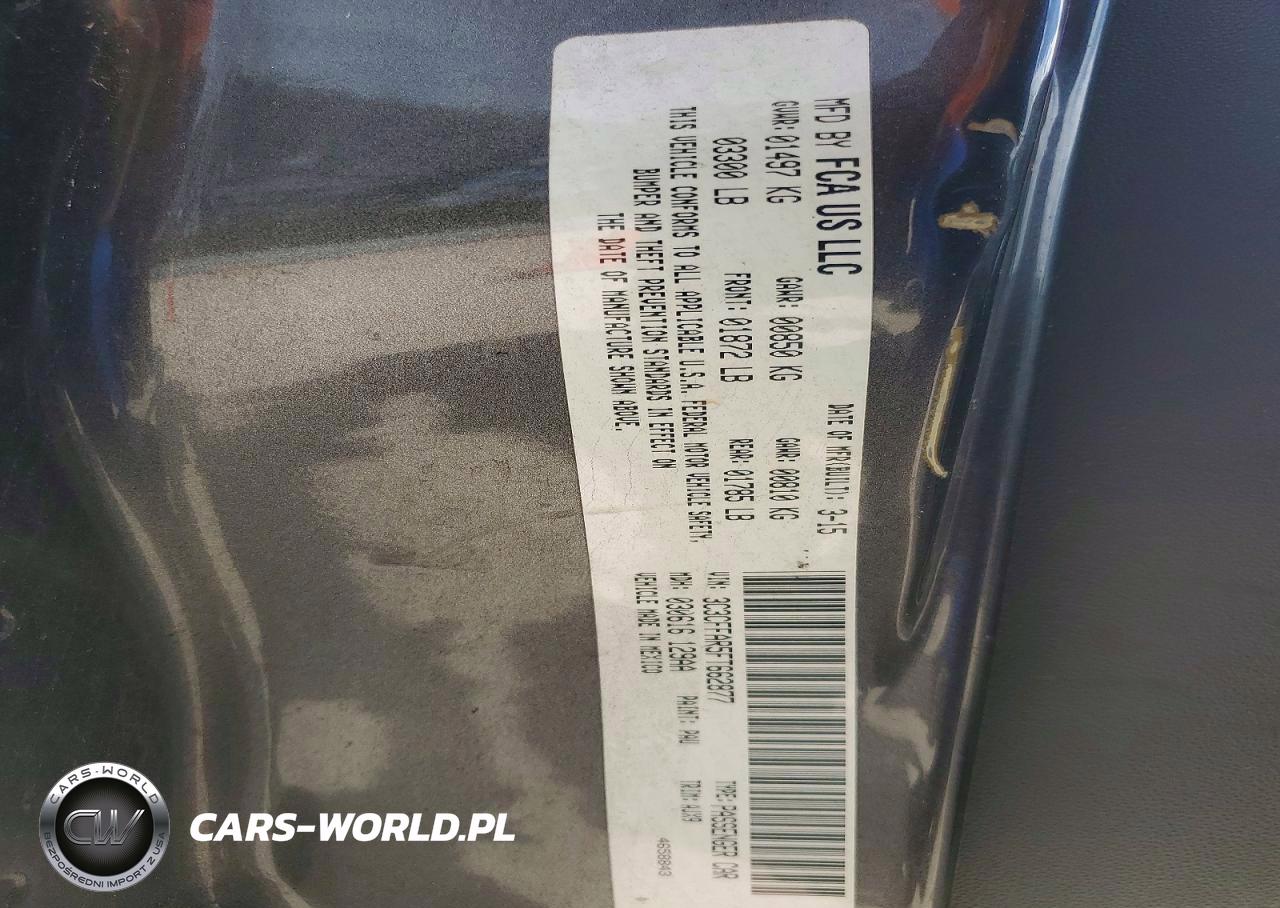 MFD BY FCA US LLC
DATE OF MFR(BUILT): 3-15
GVWR: 01497 KG
GAWR: 00850 KG
GAWR: 00810 KG
03300 LB
FRONT: 01872 LB
REAR: 01785 LB
THIS VEHICLE CONFORMS TO ALL APPLICABLE U.S.A. FEDERAL MOTOR VEHICLE SAFETY,
BUMPER AND THEFT PREVENTION STANDARDS IN EFFECT ON
THE DATE OF MANUFACTURE SHOWN ABOVE.
VIN: 3C3CFFAR5FT662877
TYPE: PASSENGER CAR
MDH: 030616 129AA
PAINT: PAU
TRIM: AJX9
VEHICLE MADE IN MEXICO
4658843
CARS-WORLD
CW
BEZPOŚREDNI IMPORT Z USA
CARS-WORLD.PL